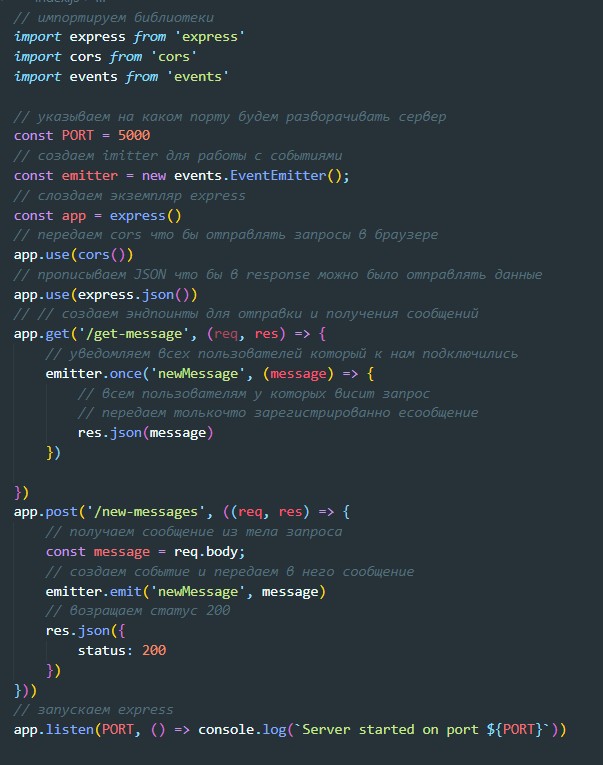 // импортируем библиотеки
import express from 'express'
import cors from 'cors'
import events from 'events'
// указываем на каком порту будем разворачивать сервер
const PORT = 5000
// создаем imitter для работы с событиями
const emitter = new events.EventEmitter();
// слоздаем экземпляр express
const app = express()
// передаем cors что бы отправлять запросы в браузере
app.use(cors())
// прописываем JSON что бы в response можно было отправлять данные
app.use(express.json())
// // создаем эндпоинты для отправки и получения сообщений
app.get('/get-message', (req, res) => {
// уведомляем всех пользователей который к нам подключились
emitter.once('newMessage', (message) => {
// всем пользователям у которых висит запрос
// передаем толькочто зарегистрированно есообщение
res.json(message)
})
})
app.post('/new-messages', ((req, res) => {
// получаем сообщение из тела запроса
const message = req.body;
// создаем событие и передаем в него сообщение
emitter.emit('newMessage', message)
// возращаем статус 200
res.json({
status: 200
})
}))
// запускаем express
app.listen(PORT, () => console.log(`Server started on port ${PORT}`))